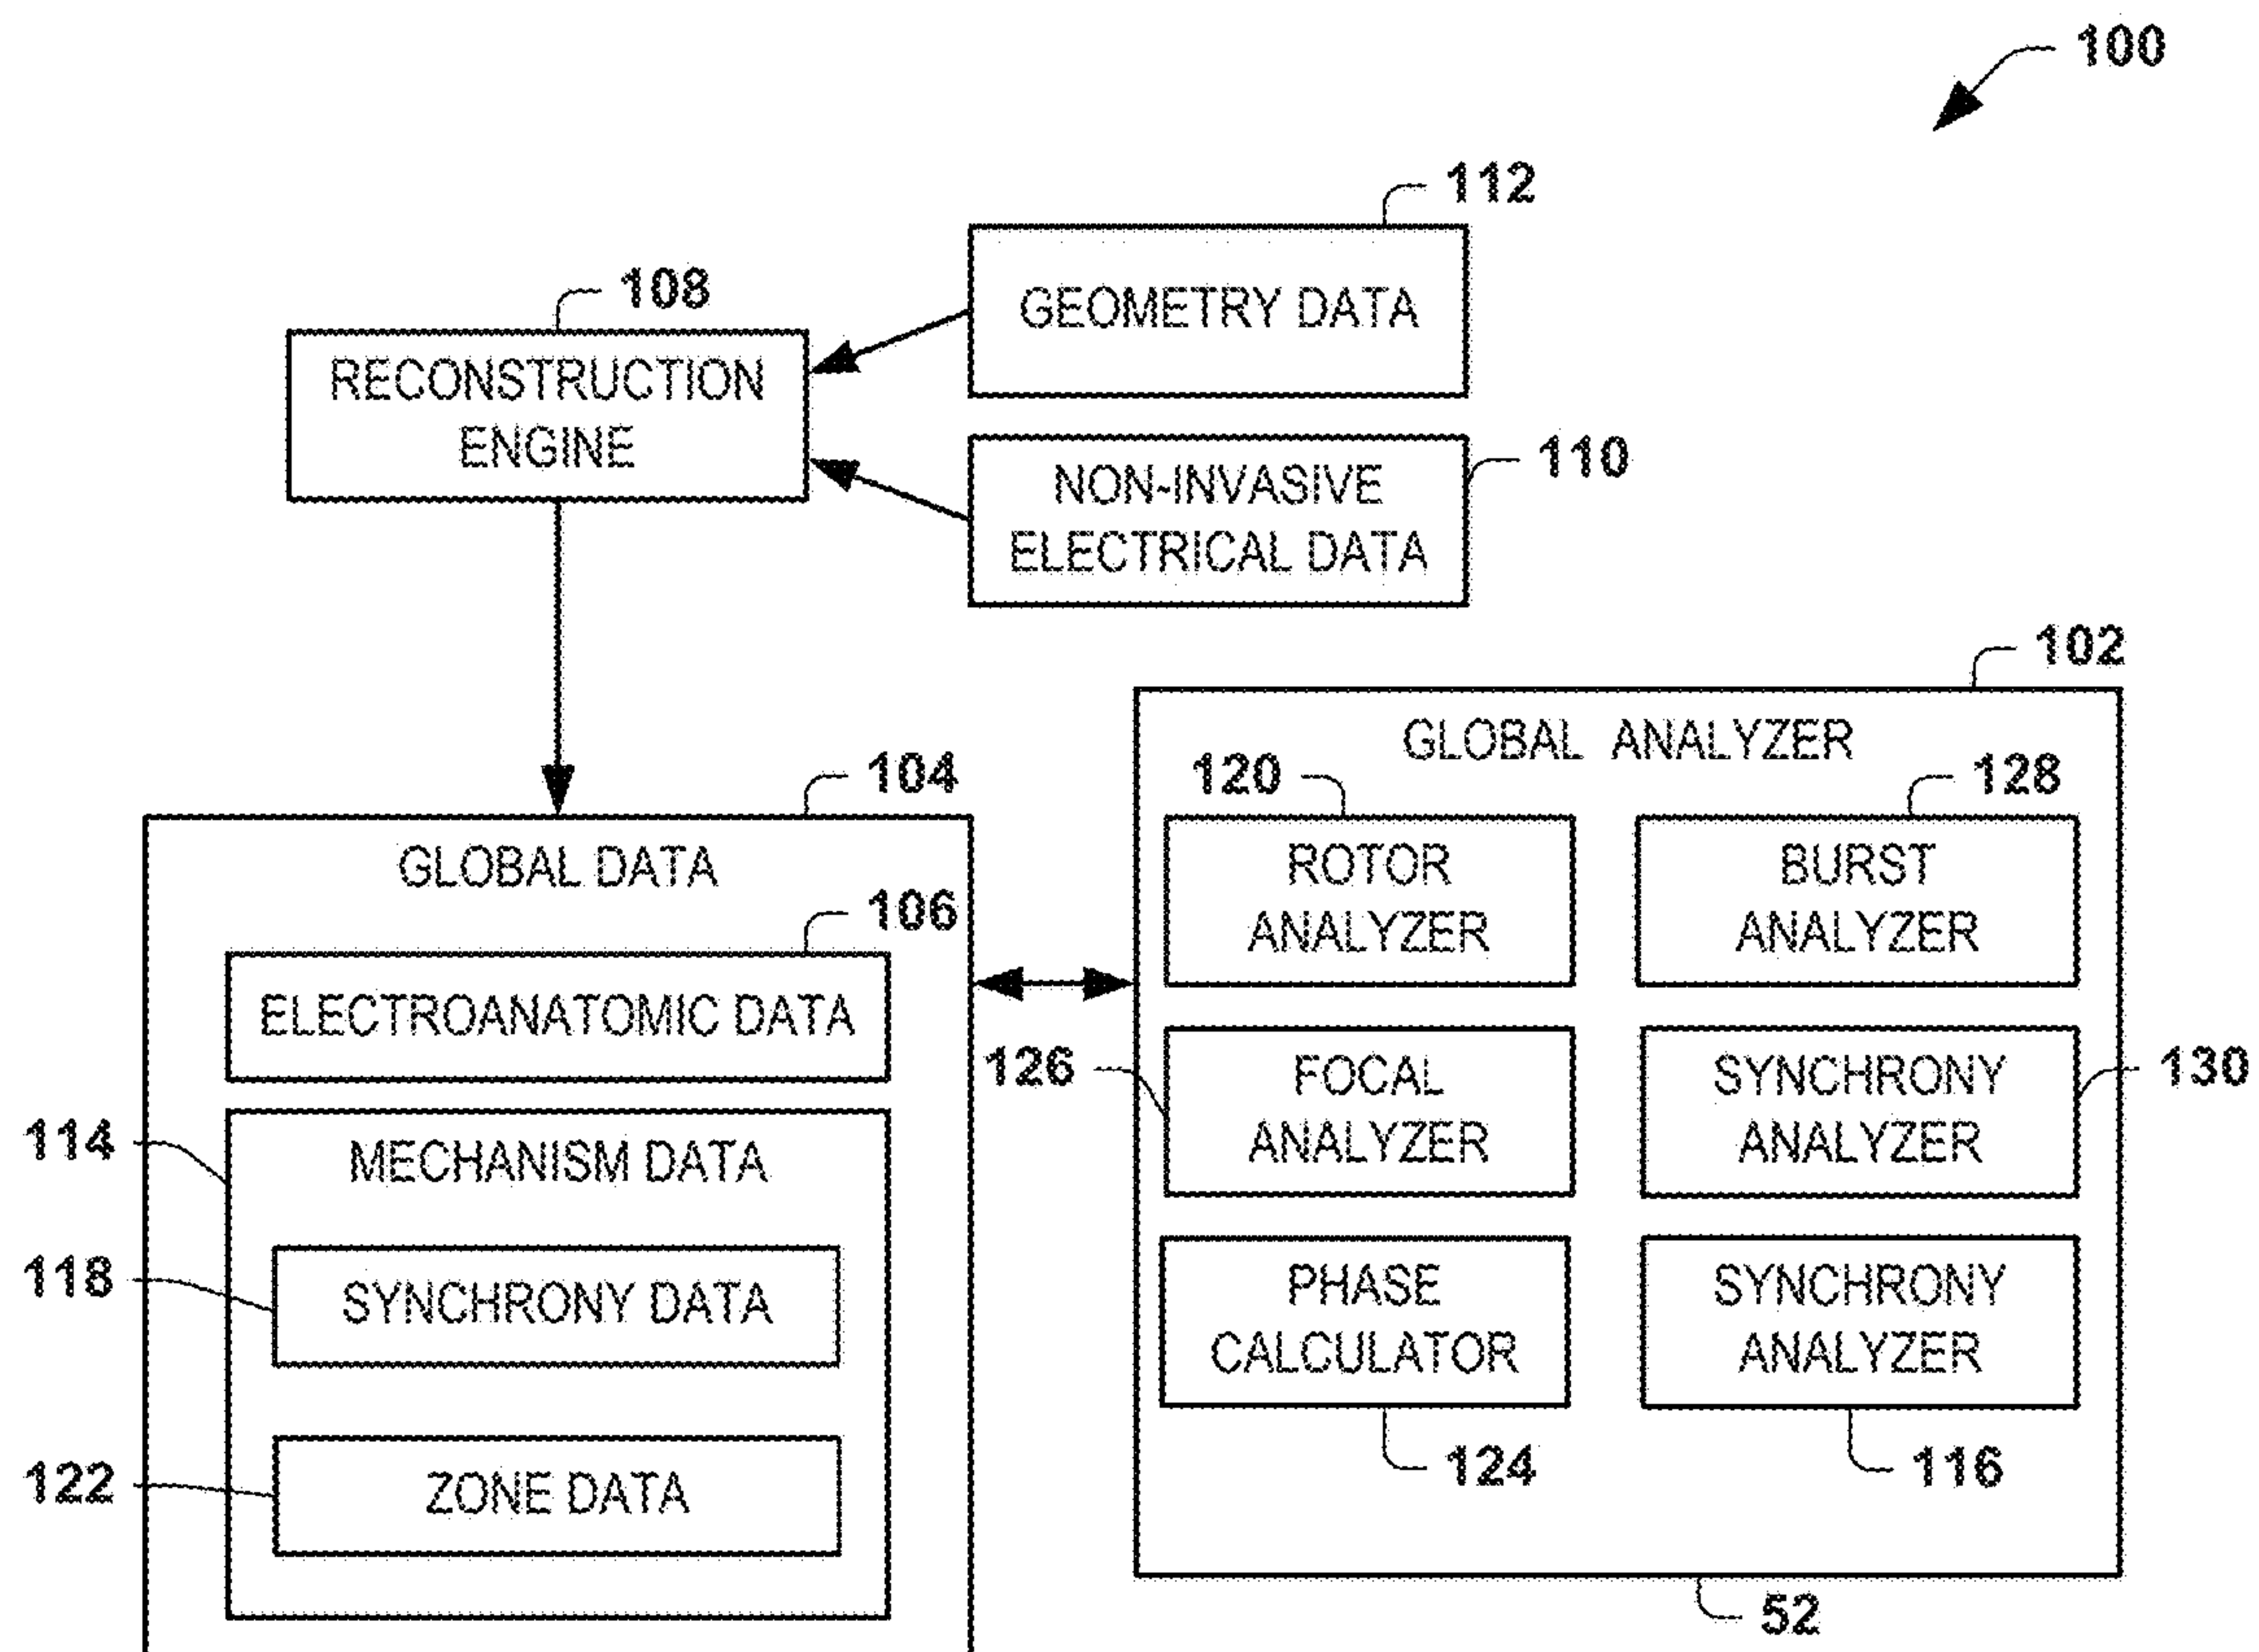 100
112
GEOMETRY DATA
108
RECONSTRUCTION
ENGINE
110
NON-INVASIVE
ELECTRICAL DATA
102
GLOBAL ANALYZER
104
GLOBAL DATA
106
ELECTROANATOMIC DATA
114
MECHANISM DATA
118
SYNCHRONY DATA
122
ZONE DATA
120
ROTOR
ANALYZER
128
BURST
ANALYZER
126
FOCAL
ANALYZER
130
SYNCHRONY
ANALYZER
PHASE
CALCULATOR
124
SYNCHRONY
ANALYZER
116
52